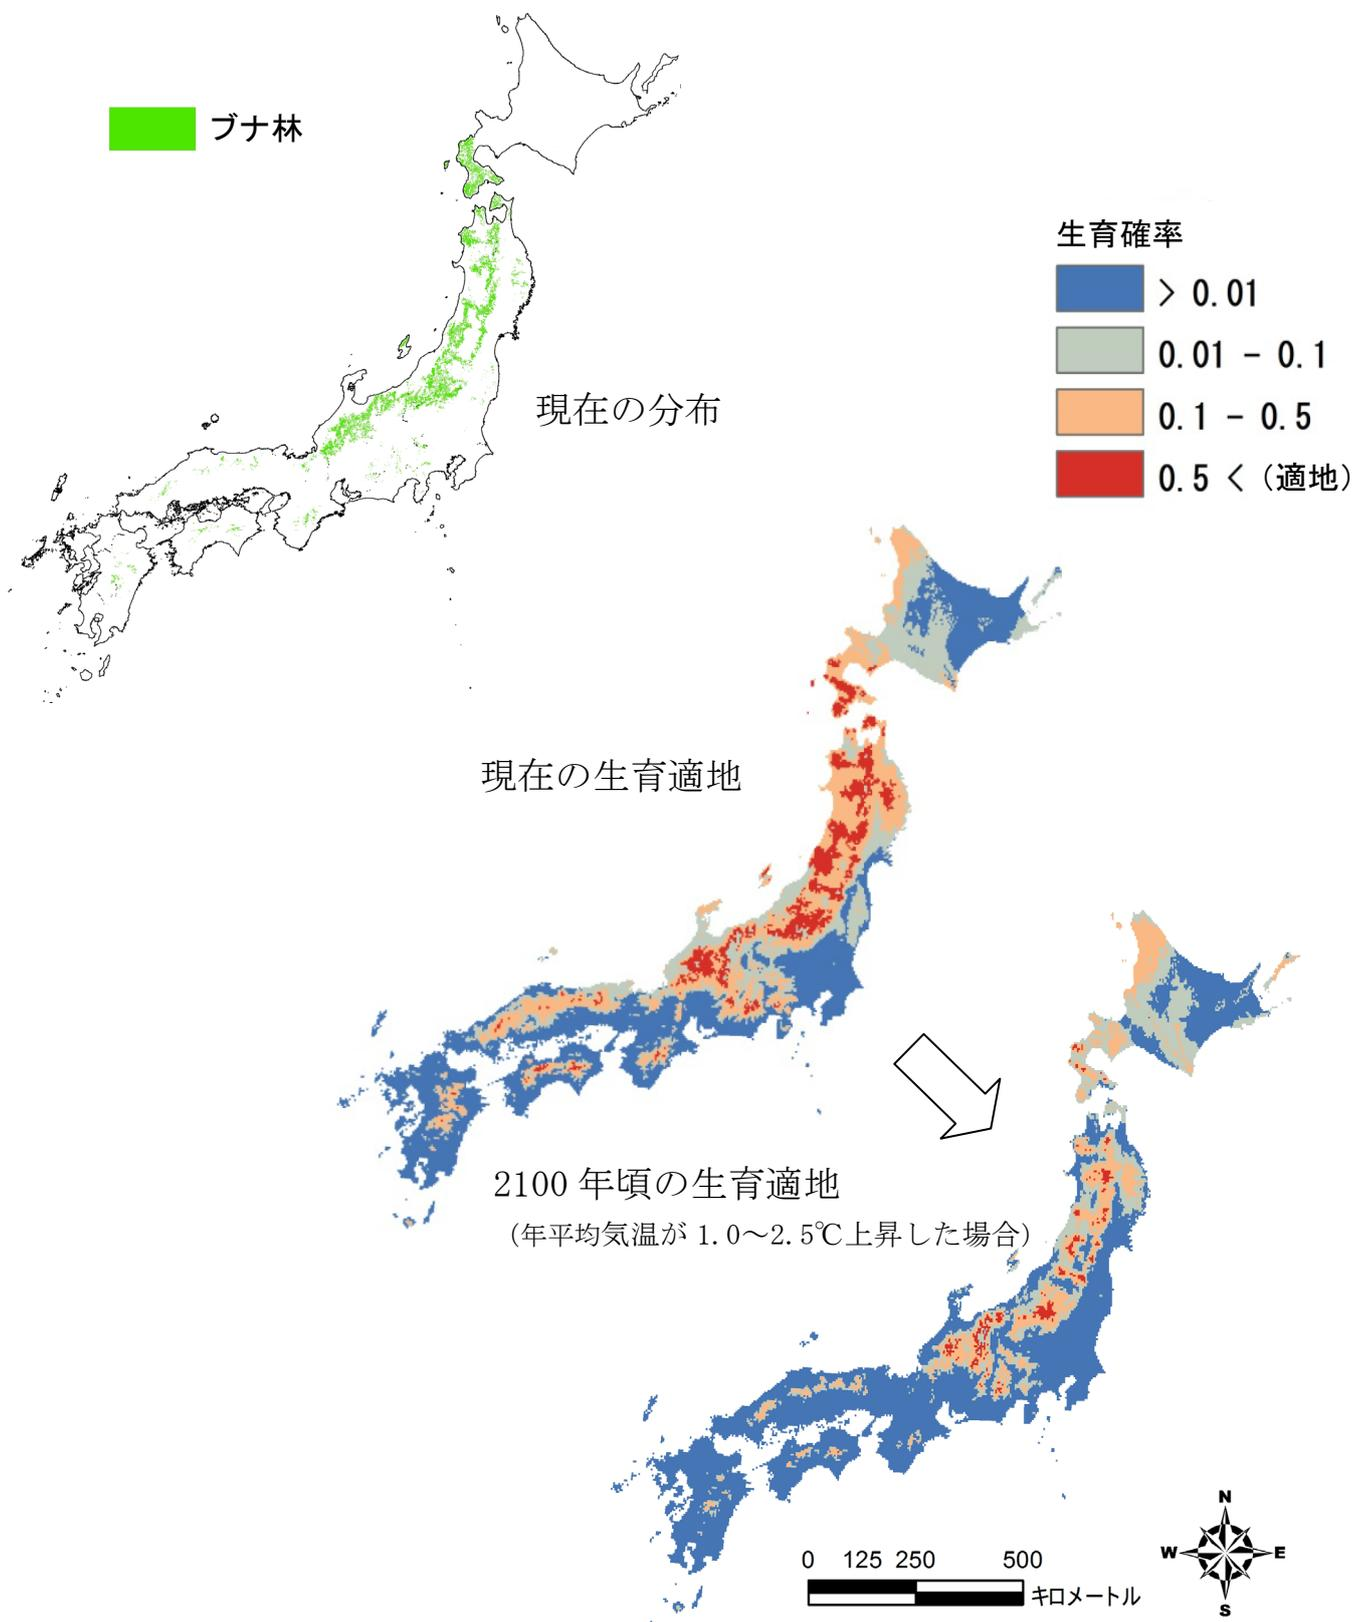 ブナ林
現在の分布
生育確率
> 0.01
0.01 - 0.1
0.1 - 0.5
0.5 < (適地)
現在の生育適地
2100 年頃の生育適地
(年平均気温が 1.0～2.5℃上昇した場合)
N
W E
S
0 125 250 500
キロメートル